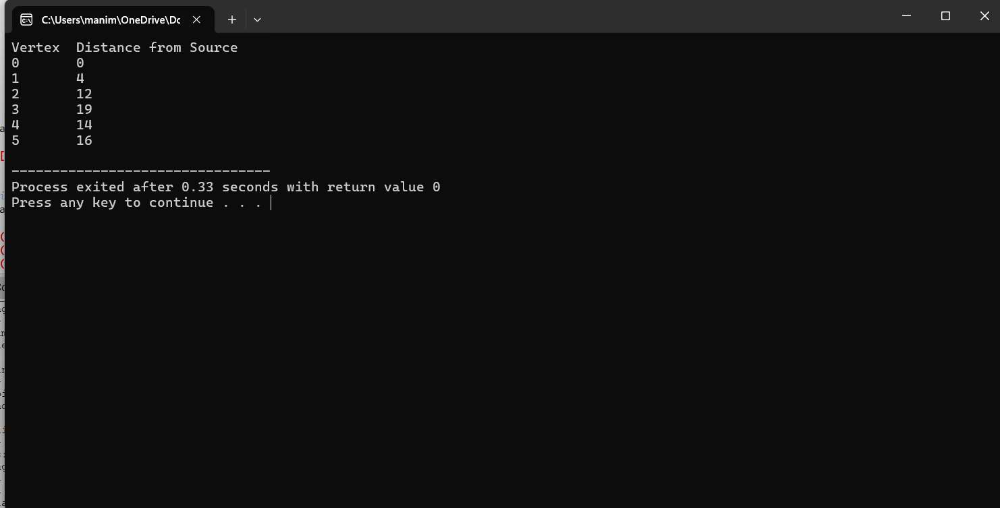 C:\Users\manim\OneDrive\Dc
Vertex  Distance from Source
0       0
1       4
2       12
3       19
4       14
5       16
--------------------------------
Process exited after 0.33 seconds with return value 0
Press any key to continue . . .